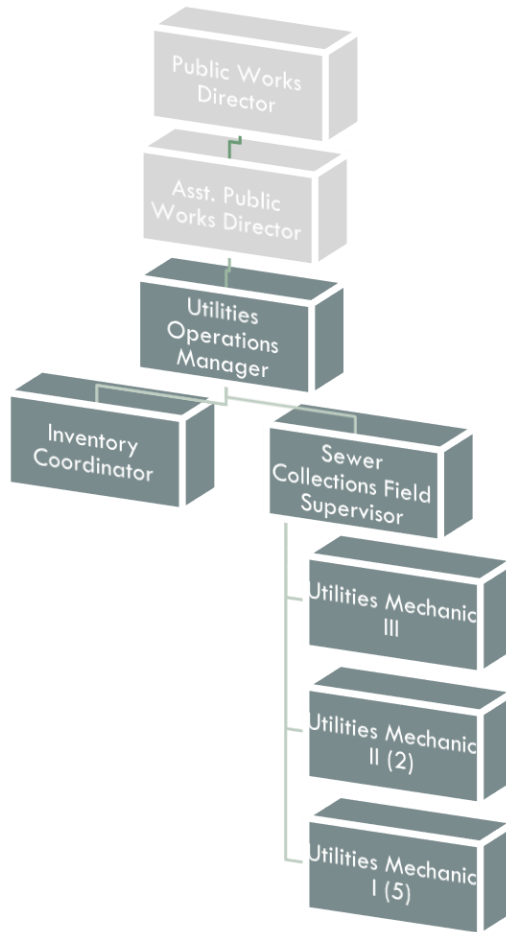 Public Works
Director
Asst. Public
Works Director
Utilities
Operations
Manager
Inventory
Coordinator
Sewer
Collections Field
Supervisor
Utilities Mechanic
III
Utilities Mechanic
II (2)
Utilities Mechanic
I (5)